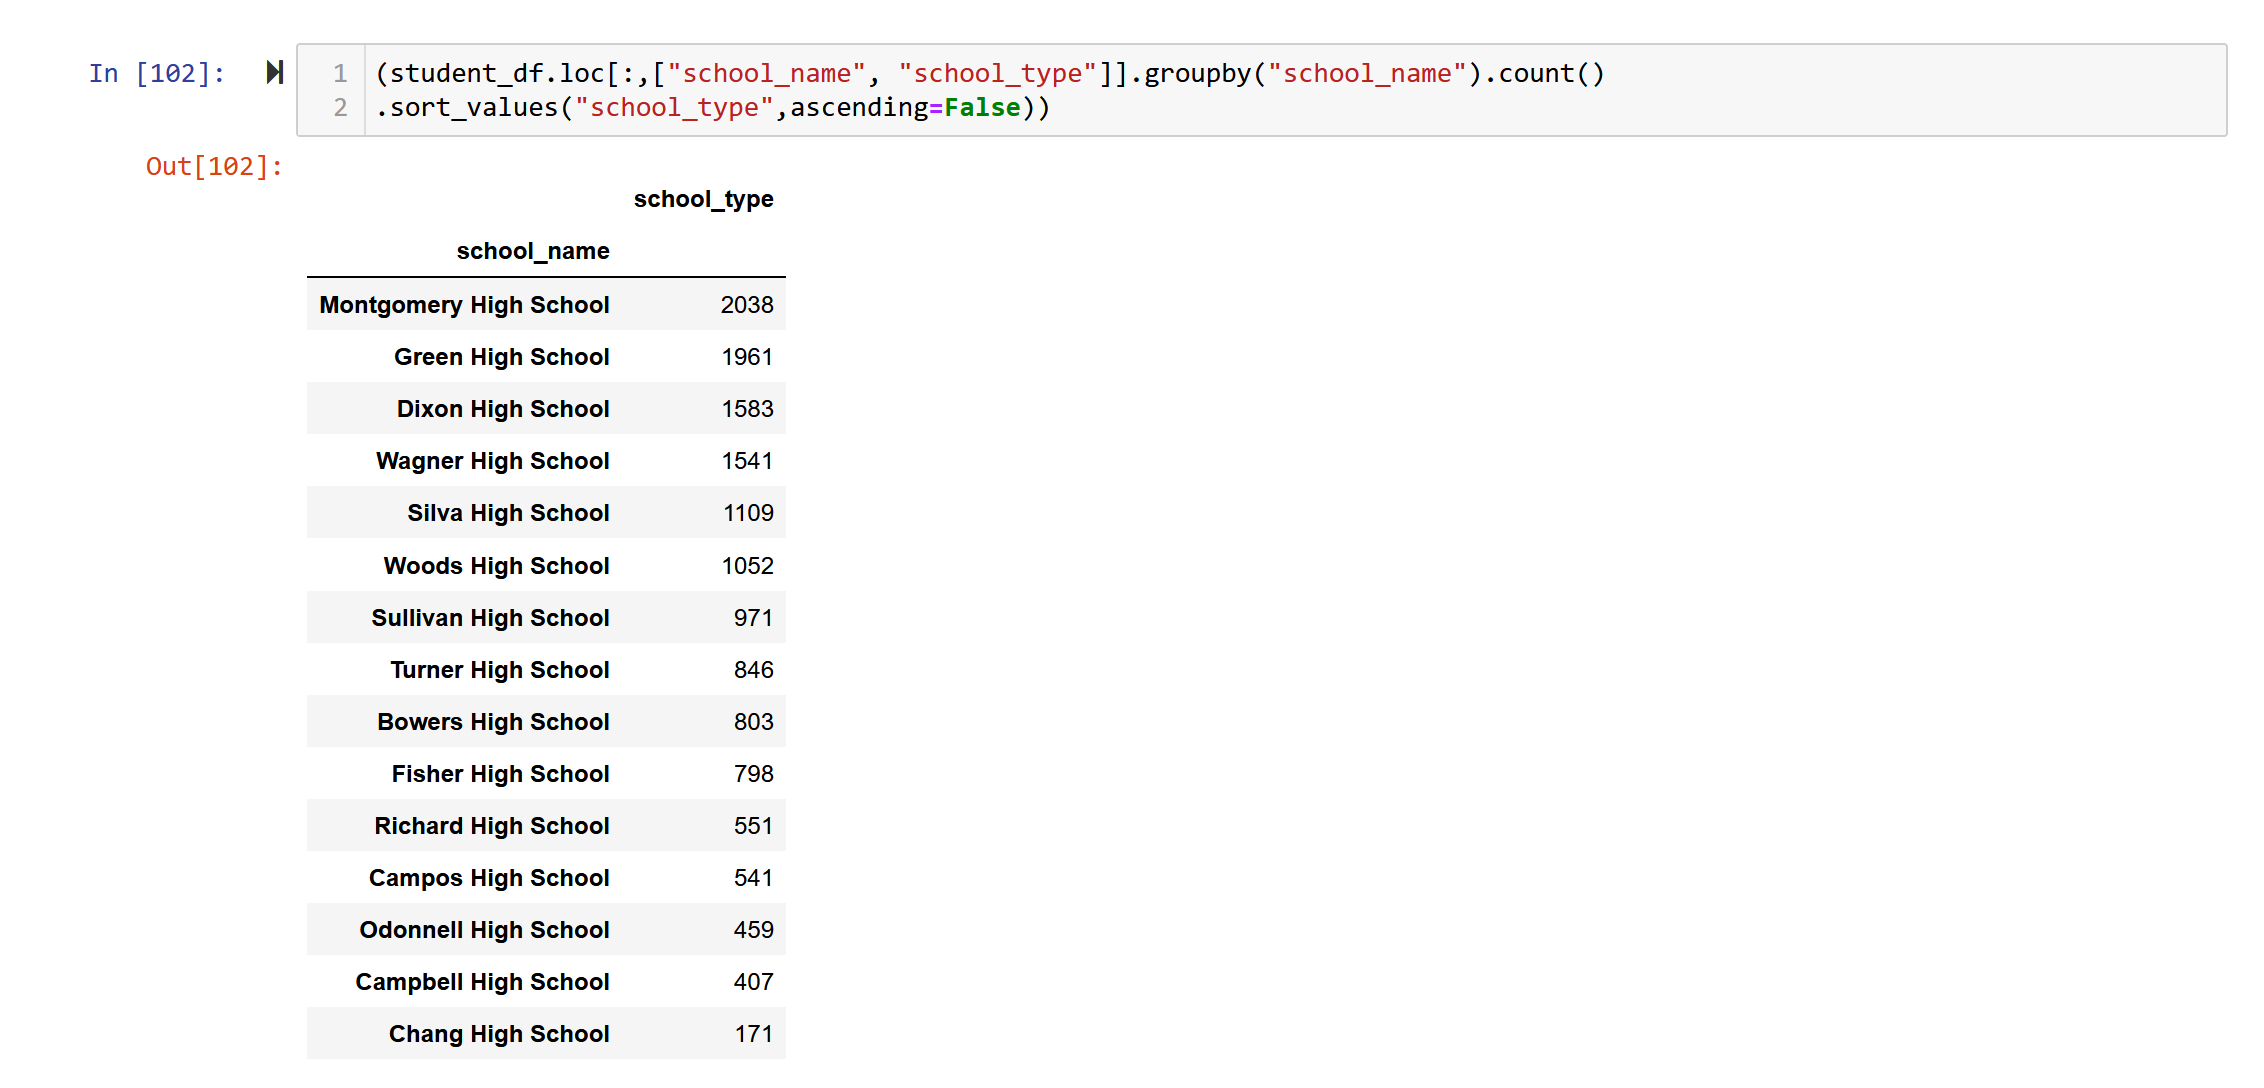 In [102]:
1 (student_df.loc[:,["school_name", "school_type"]].groupby("school_name").count()
2 .sort_values("school_type",ascending=False))
Out[102]:
school_type
school_name
Montgomery High School 2038
Green High School 1961
Dixon High School 1583
Wagner High School 1541
Silva High School 1109
Woods High School 1052
Sullivan High School 971
Turner High School 846
Bowers High School 803
Fisher High School 798
Richard High School 551
Campos High School 541
Odonnell High School 459
Campbell High School 407
Chang High School 171